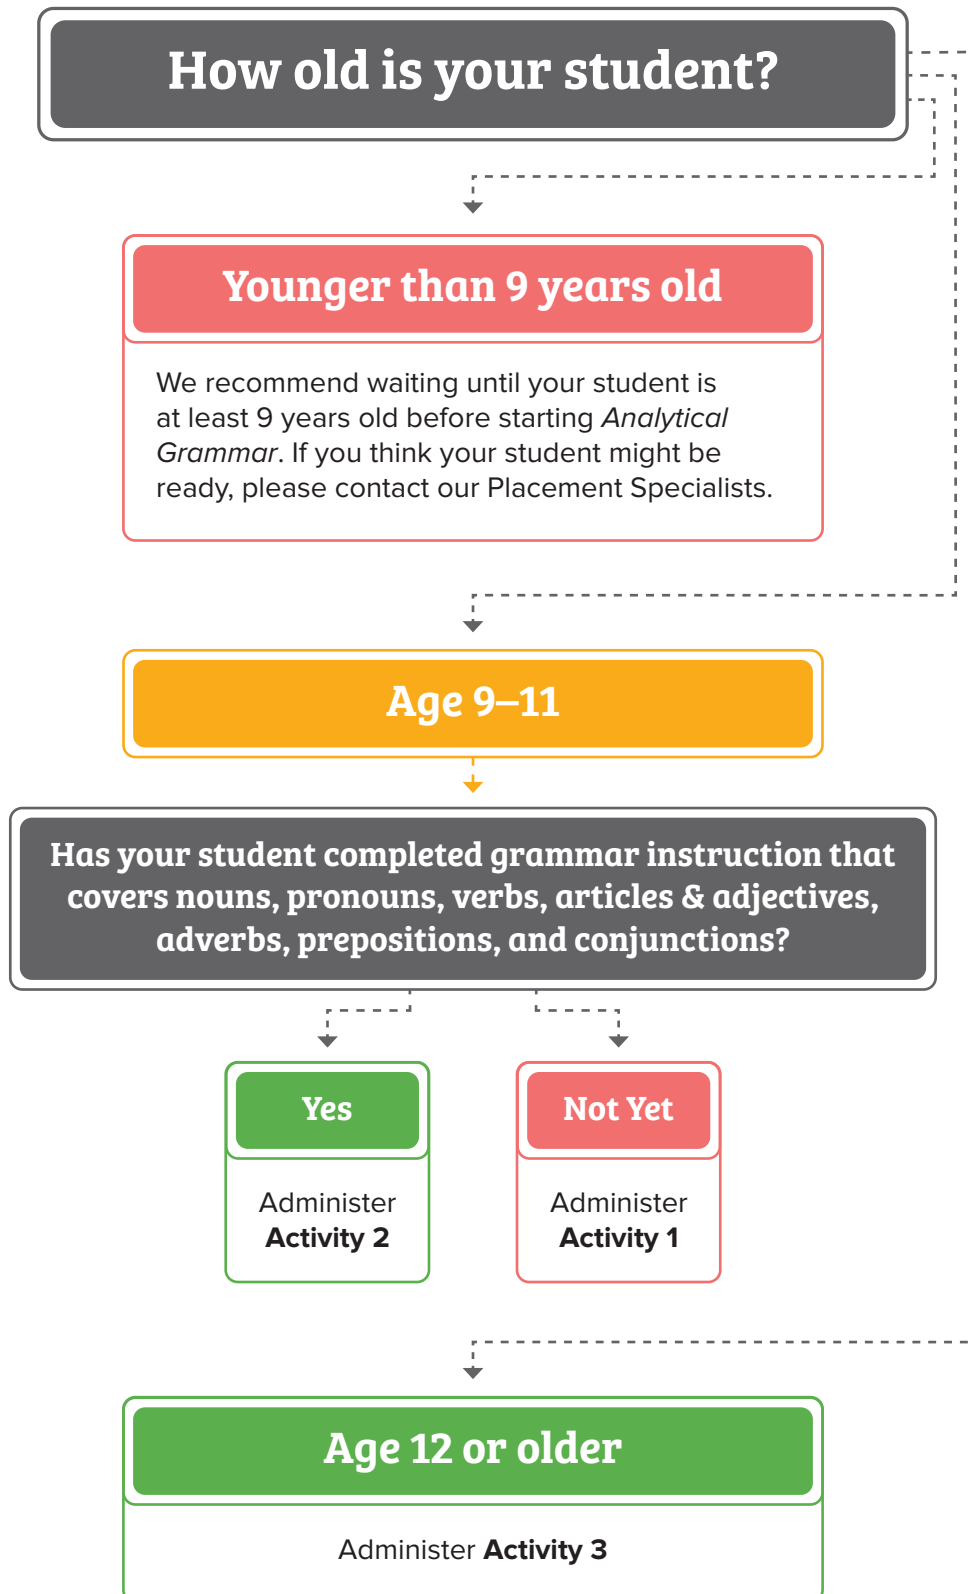 How old is your student?
Younger than 9 years old
We recommend waiting until your student is
at least 9 years old before starting Analytical
Grammar. If you think your student might be
ready, please contact our Placement Specialists.
Age 9–11
Has your student completed grammar instruction that
covers nouns, pronouns, verbs, articles & adjectives,
adverbs, prepositions, and conjunctions?
Yes
Administer
Activity 2
Not Yet
Administer
Activity 1
Age 12 or older
Administer Activity 3